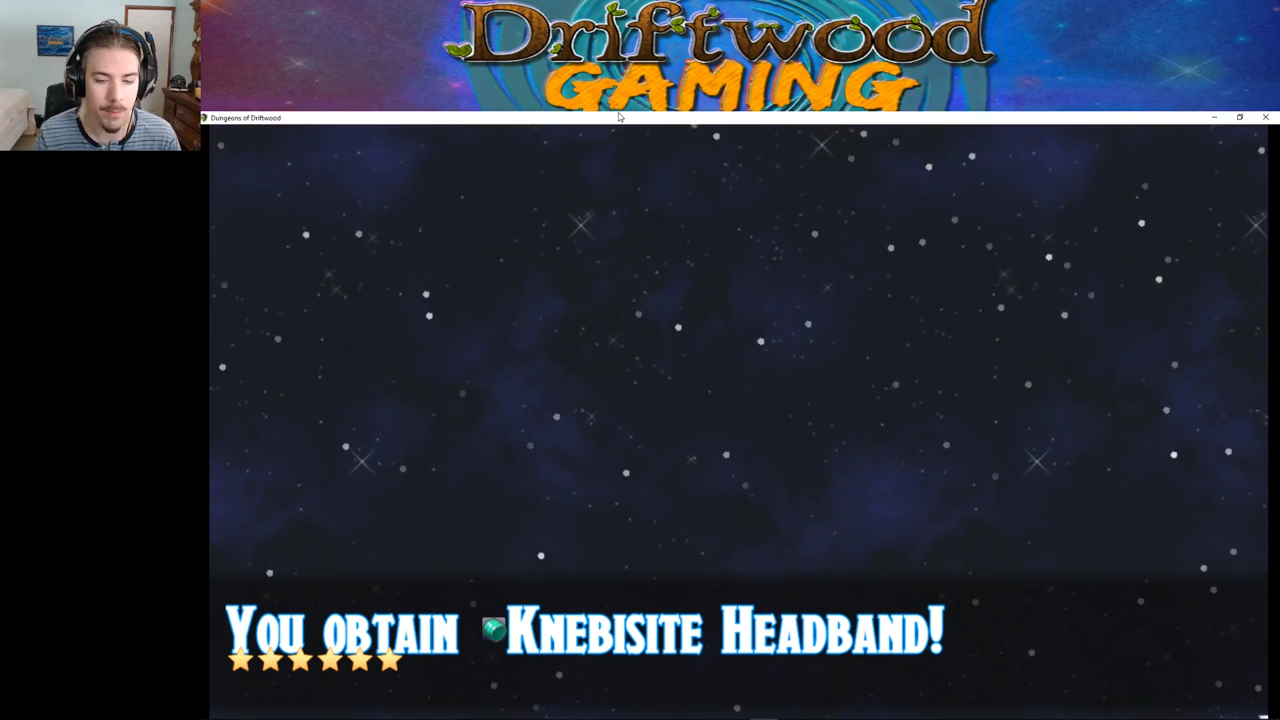 Driftwood
GAMING
Dungeons of Driftwood
You obtain Knebisite Headband!